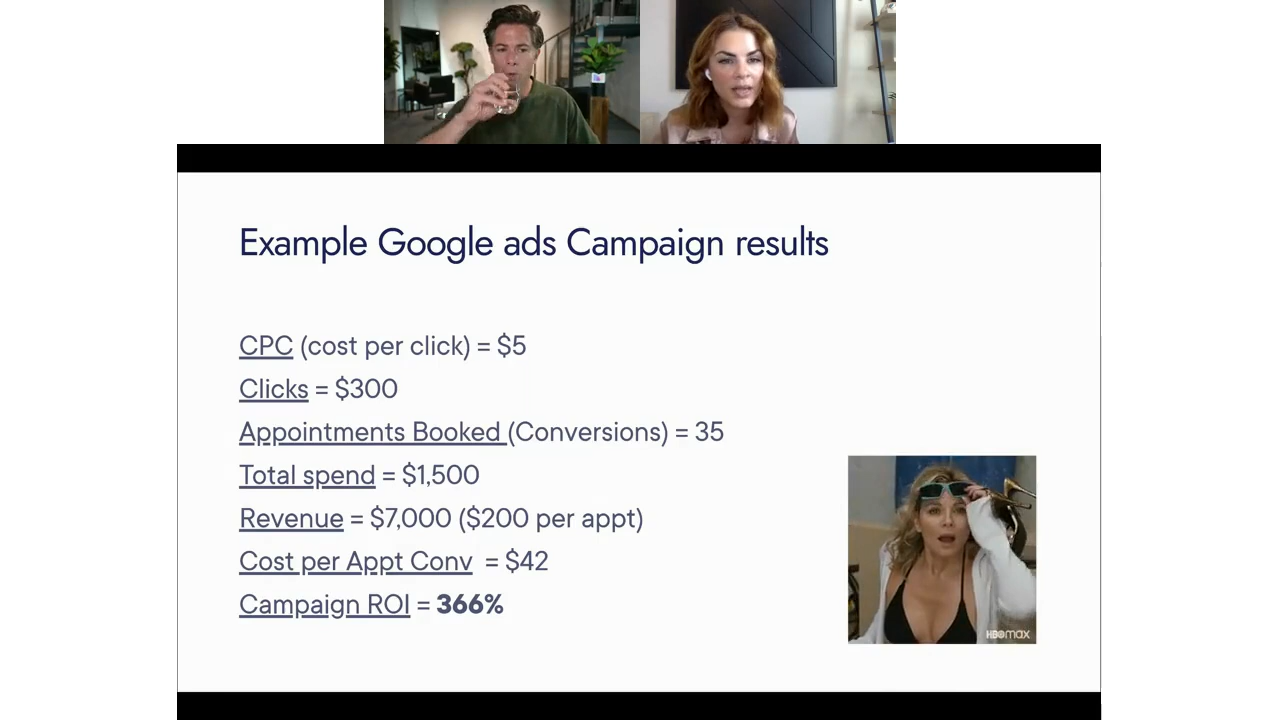 Example Google ads Campaign results
CPC (cost per click) = $5
Clicks = $300
Appointments Booked (Conversions) = 35
Total spend = $1,500
Revenue = $7,000 ($200 per appt)
Cost per Appt Conv = $42
Campaign ROI = 366%
HBOmax